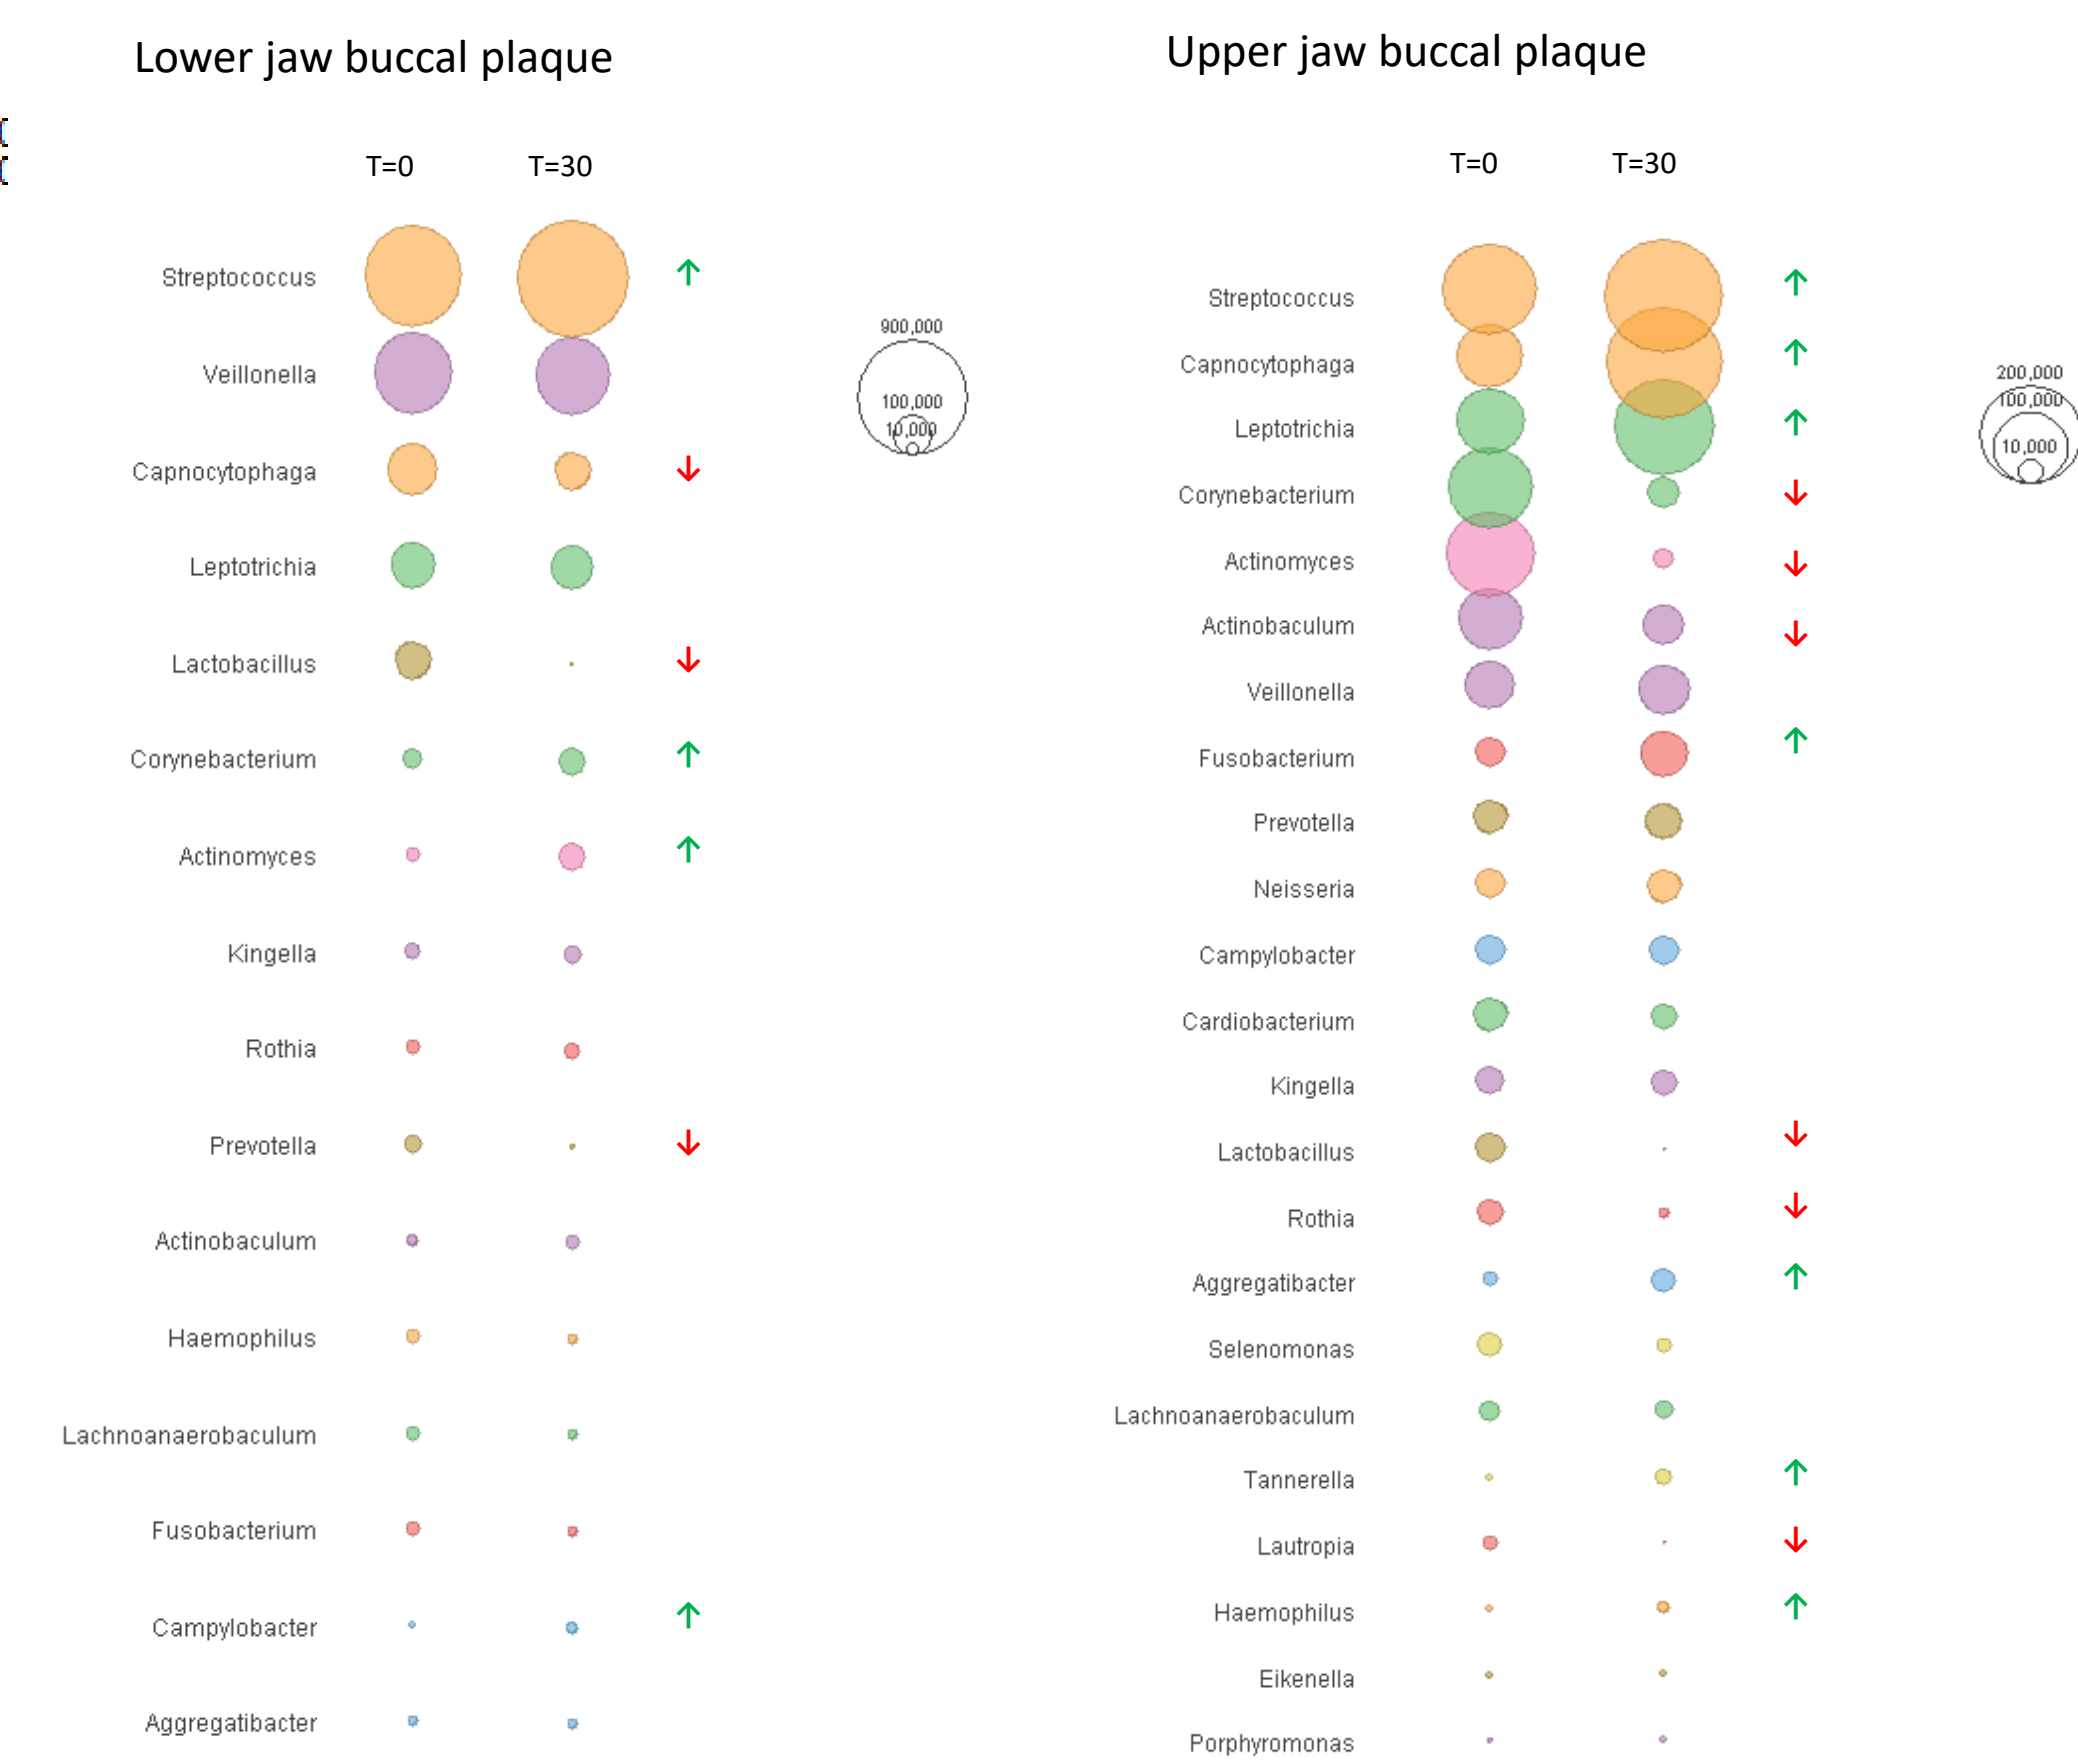 Lower jaw buccal plaque
T=0 T=30
Streptococcus ↑
Veillonella
Capnocytophaga ↓
Leptotrichia
Lactobacillus ↓
Corynebacterium ↑
Actinomyces ↑
Kingella
Rothia
Prevotella ↓
Actinobaculum
Haemophilus
Lachnoanaerobaculum
Fusobacterium
Campylobacter ↑
Aggregatibacter
900,000
100,000
10,000
Upper jaw buccal plaque
T=0 T=30
Streptococcus ↑
Capnocytophaga ↑
Leptotrichia ↑
Corynebacterium ↓
Actinomyces ↓
Actinobaculum ↓
Veillonella
Fusobacterium ↑
Prevotella
Neisseria
Campylobacter
Cardiobacterium
Kingella
Lactobacillus ↓
Rothia ↓
Aggregatibacter ↑
Selenomonas
Lachnoanaerobaculum
Tannerella ↑
Lautropia ↓
Haemophilus ↑
Eikenella
Porphyromonas
200,000
100,000
10,000